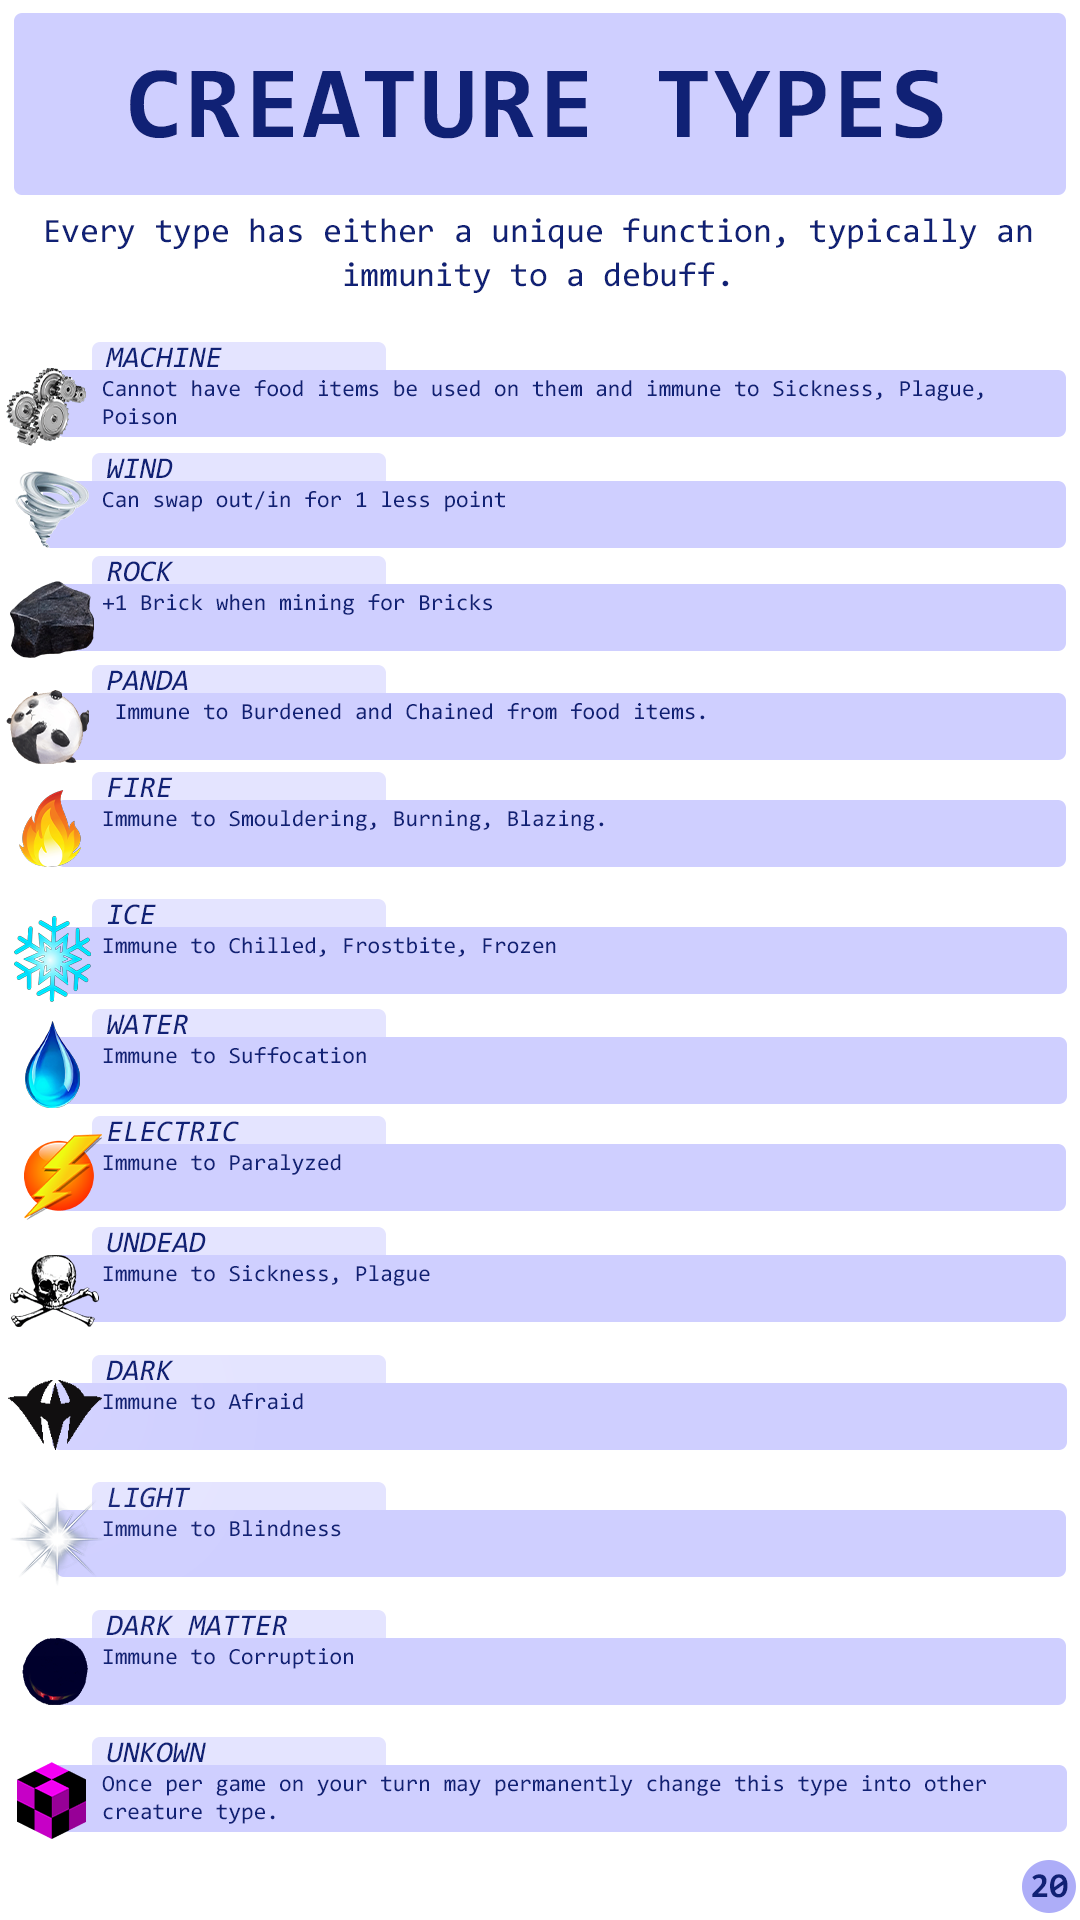 CREATURE TYPES
Every type has either a unique function, typically an
immunity to a debuff.
MACHINE
Cannot have food items be used on them and immune to Sickness, Plague,
Poison
WIND
Can swap out/in for 1 less point
ROCK
+1 Brick when mining for Bricks
PANDA
Immune to Burdened and Chained from food items.
FIRE
Immune to Smouldering, Burning, Blazing.
ICE
Immune to Chilled, Frostbite, Frozen
WATER
Immune to Suffocation
ELECTRIC
Immune to Paralyzed
UNDEAD
Immune to Sickness, Plague
DARK
Immune to Afraid
LIGHT
Immune to Blindness
DARK MATTER
Immune to Corruption
UNKOWN
Once per game on your turn may permanently change this type into other
creature type.
20